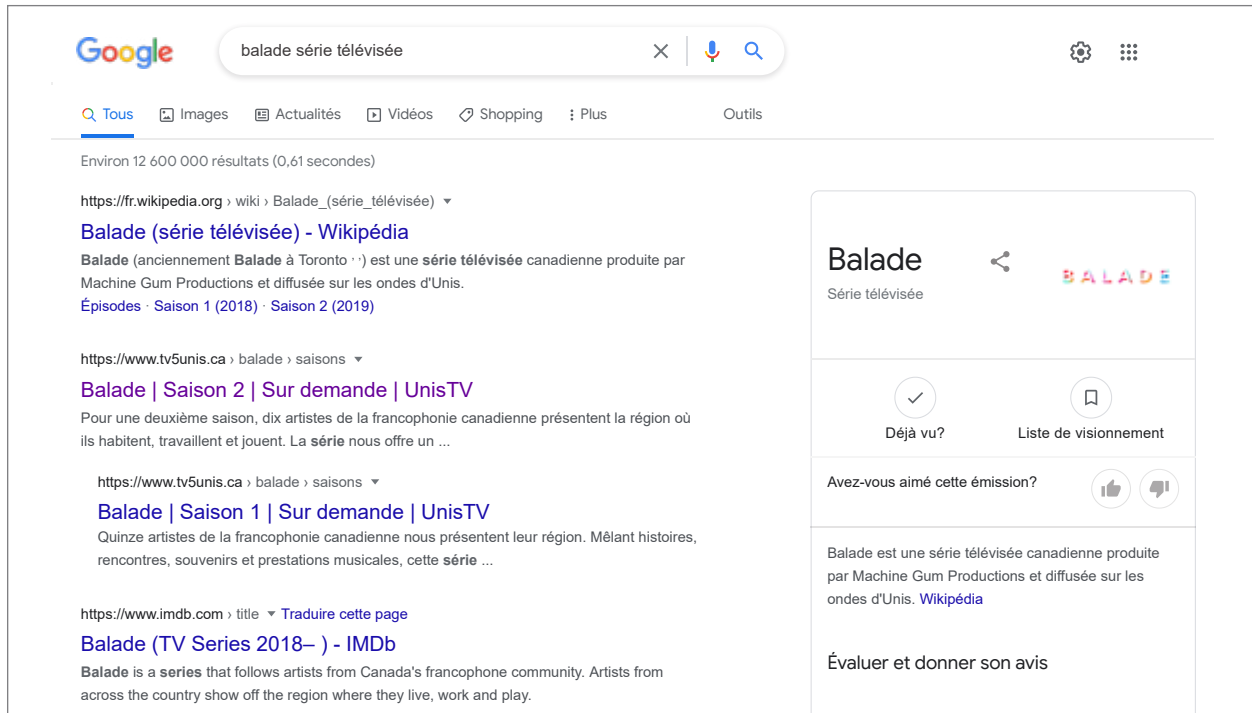 Google
balade série télévisée
Tous Images Actualités Vidéos Shopping Plus Outils
Environ 12 600 000 résultats (0,61 secondes)
https://fr.wikipedia.org › wiki › Balade_(série_télévisée)
Balade (série télévisée) - Wikipédia
Balade (anciennement Balade à Toronto ) est une série télévisée canadienne produite par
Machine Gum Productions et diffusée sur les ondes d'Unis.
Épisodes · Saison 1 (2018) · Saison 2 (2019)
https://www.tv5unis.ca › balade › saisons
Balade | Saison 2 | Sur demande | UnisTV
Pour une deuxième saison, dix artistes de la francophonie canadienne présentent la région où
ils habitent, travaillent et jouent. La série nous offre un ...
https://www.tv5unis.ca › balade › saisons
Balade | Saison 1 | Sur demande | UnisTV
Quinze artistes de la francophonie canadienne nous présentent leur région. Mêlant histoires,
rencontres, souvenirs et prestations musicales, cette série ...
https://www.imdb.com › title Traduire cette page
Balade (TV Series 2018– ) - IMDb
Balade is a series that follows artists from Canada's francophone community. Artists from
across the country show off the region where they live, work and play.
Balade
Série télévisée
BALADE
Déjà vu? Liste de visionnement
Avez-vous aimé cette émission?
Balade est une série télévisée canadienne produite
par Machine Gum Productions et diffusée sur les
ondes d'Unis. Wikipédia
Évaluer et donner son avis